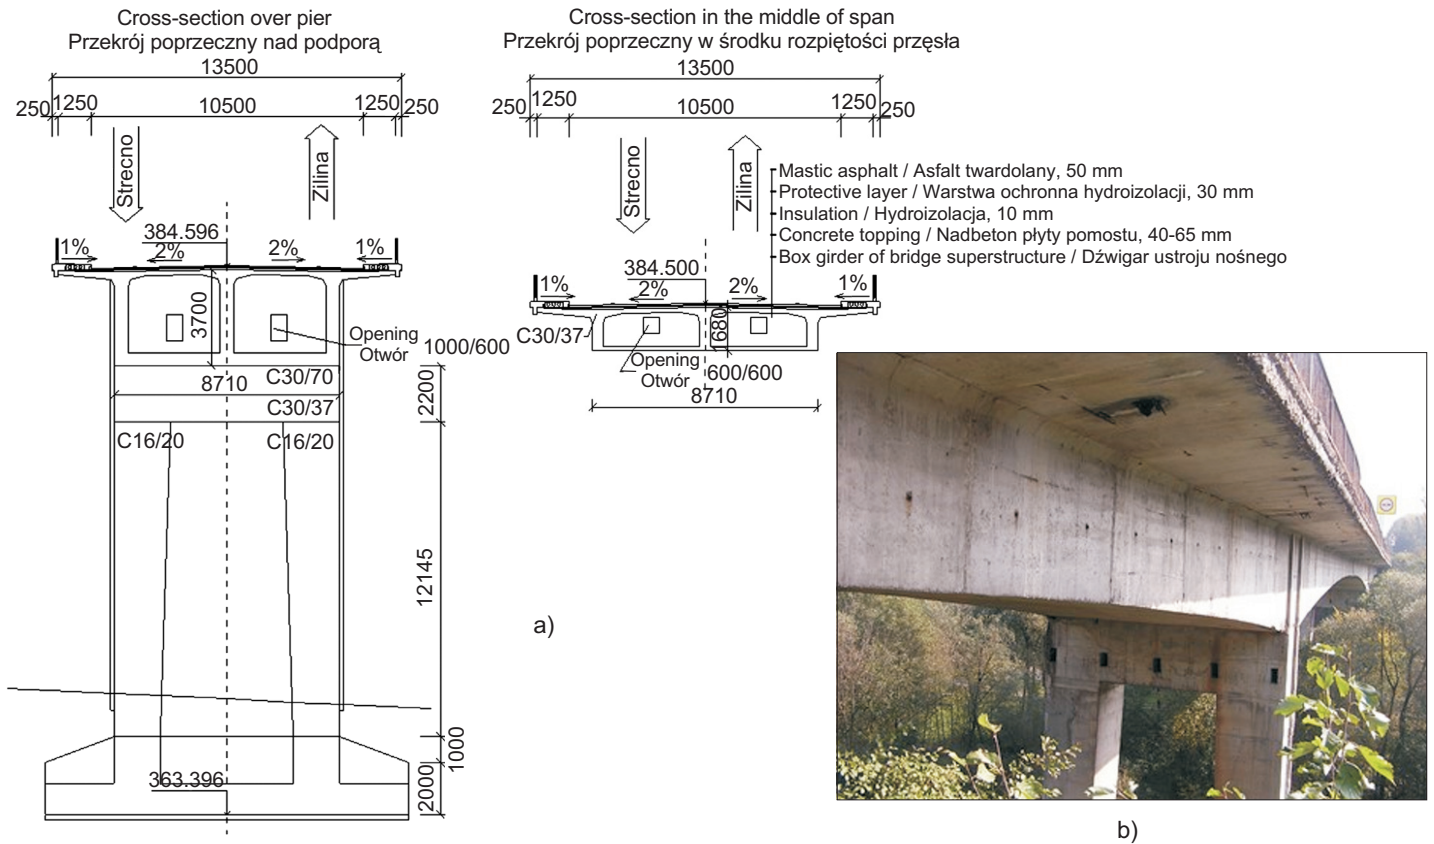 Cross-section over pier
Przekrój poprzeczny nad podporą
13500
250 1250 10500 1250 250
Strecno
Zilina
384.596
1% 2% 2% 1%
3700
Opening
Otwór
1000/600
8710 C30/70
C30/37
2200
C16/20 C16/20
12145
1000
363.396
2000
Cross-section in the middle of span
Przekrój poprzeczny w środku rozpiętości przęsła
13500
250 1250 10500 1250 250
Strecno
Zilina
Mastic asphalt / Asfalt twardolany, 50 mm
Protective layer / Warstwa ochronna hydroizolacji, 30 mm
Insulation / Hydroizolacja, 10 mm
Concrete topping / Nadbeton płyty pomostu, 40-65 mm
Box girder of bridge superstructure / Dźwigar ustroju nośnego
384.500
1% 2% 2% 1%
C30/37
1680
Opening
Otwór
600/600
8710
a)
b)